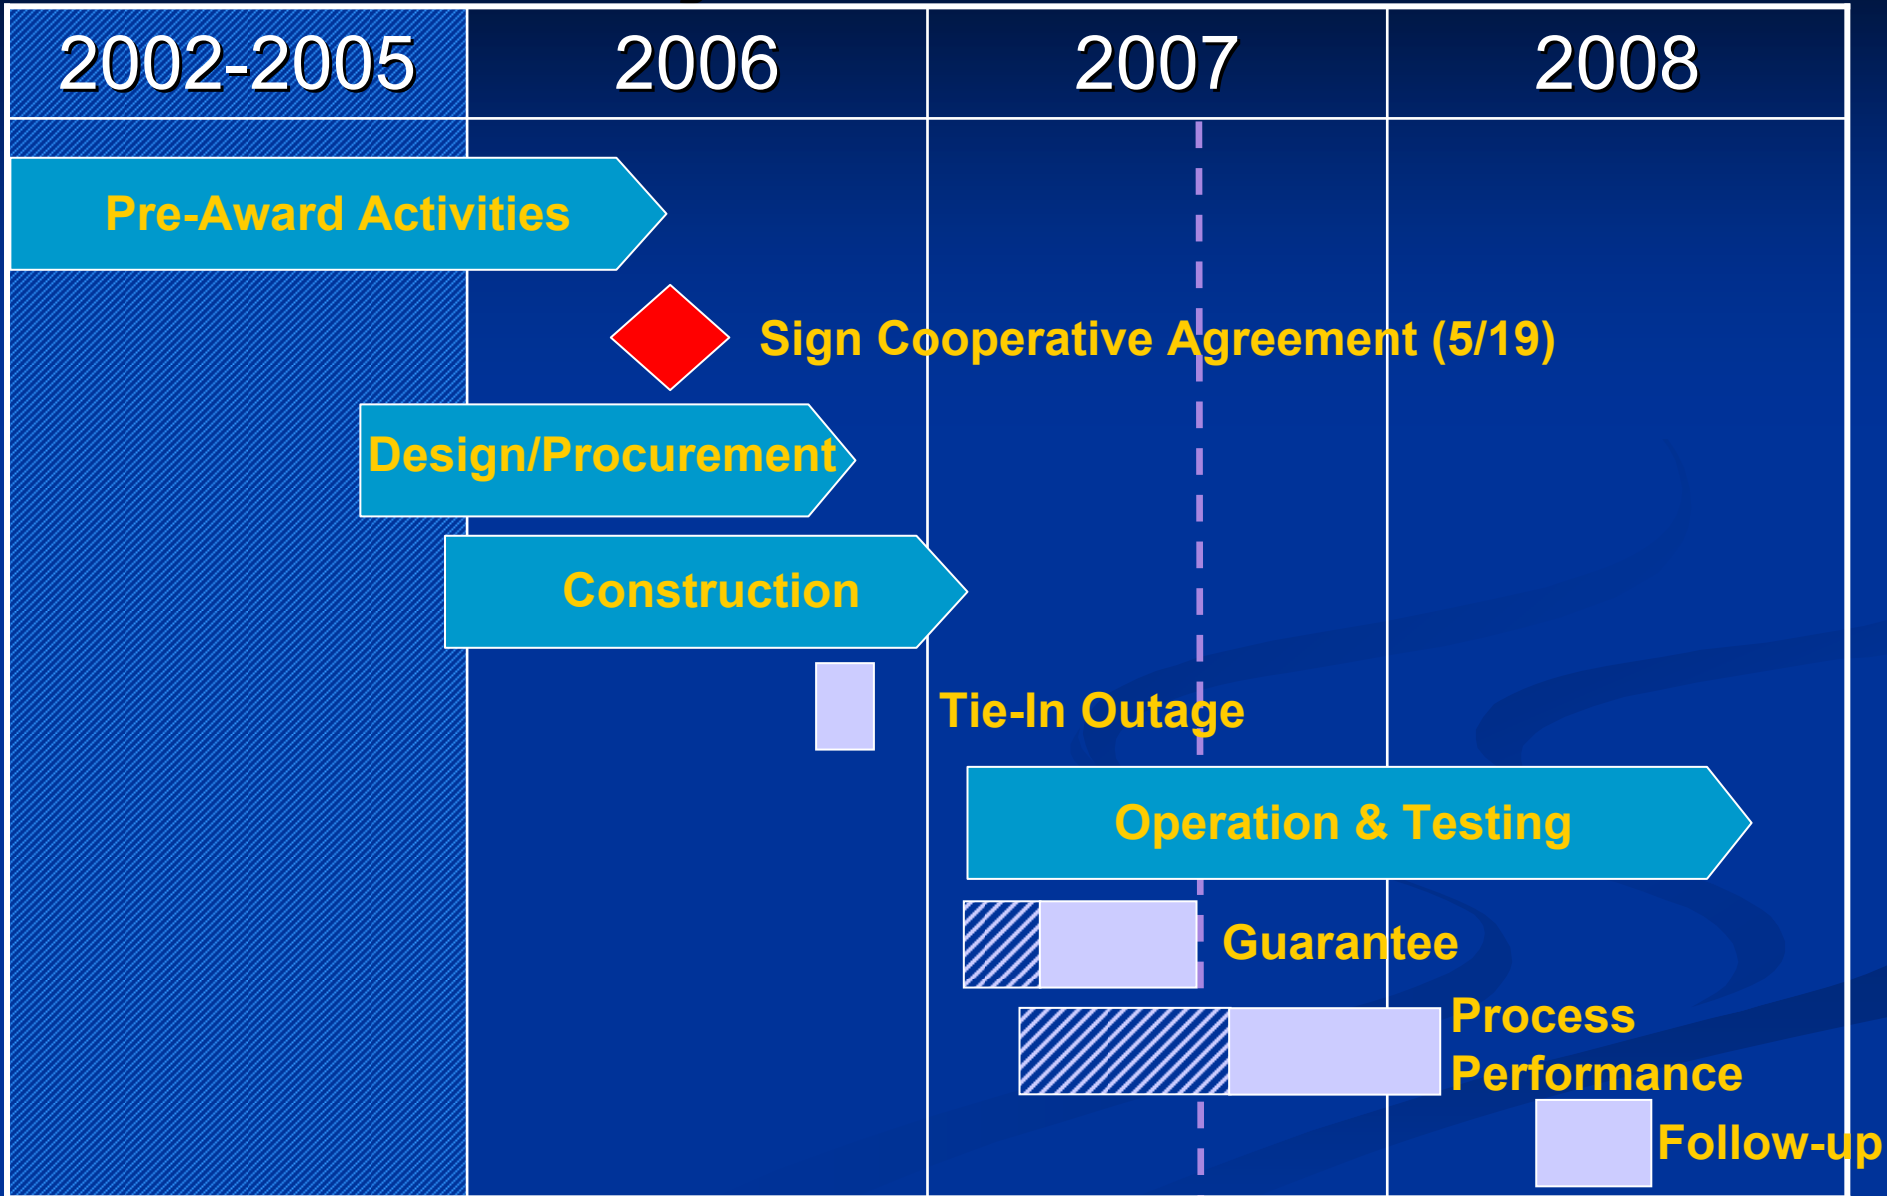 2002-2005 2006 2007 2008
Pre-Award Activities
Sign Cooperative Agreement (5/19)
Design/Procurement
Construction
Tie-In Outage
Operation & Testing
Guarantee
Process
Performance
Follow-up